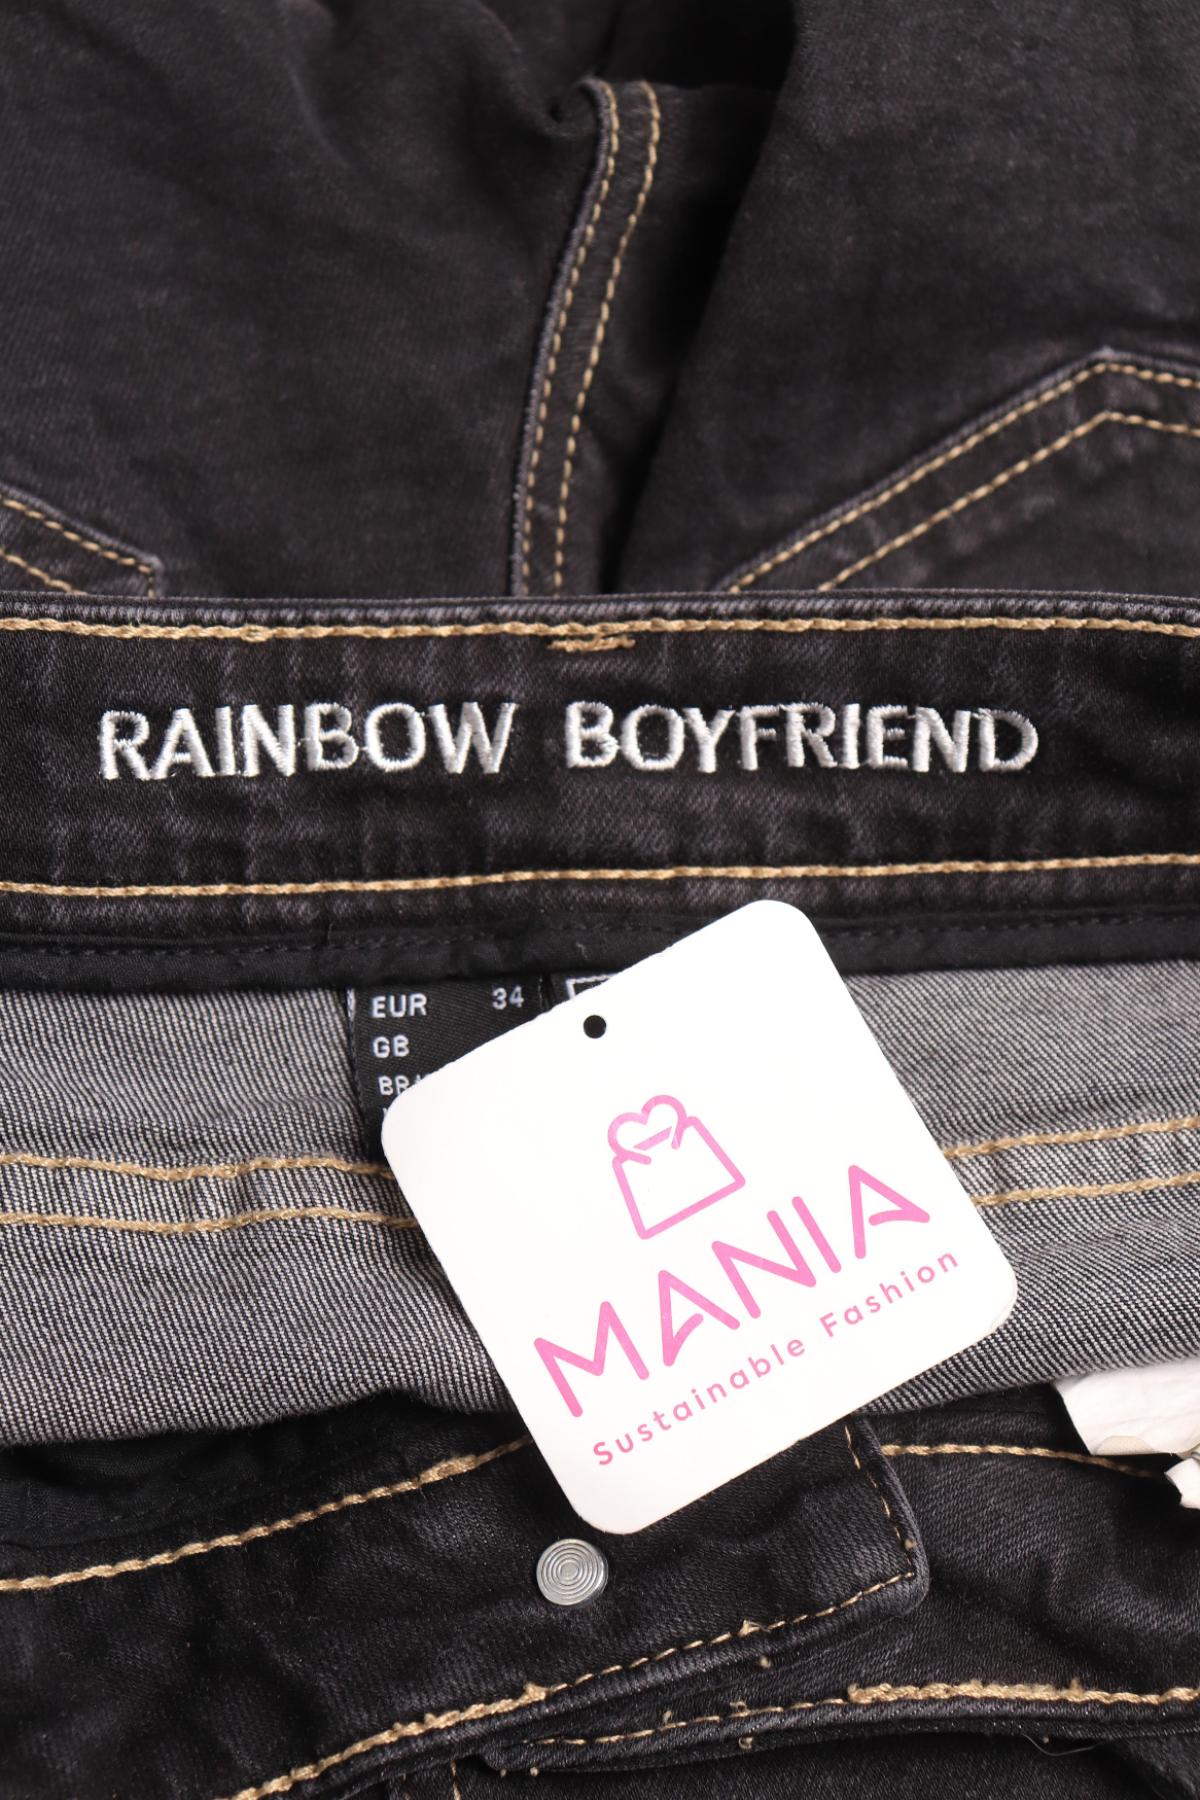 RAINBOW BOYFRIEND
EUR 34
GB
MANIA
Sustainable Fashion